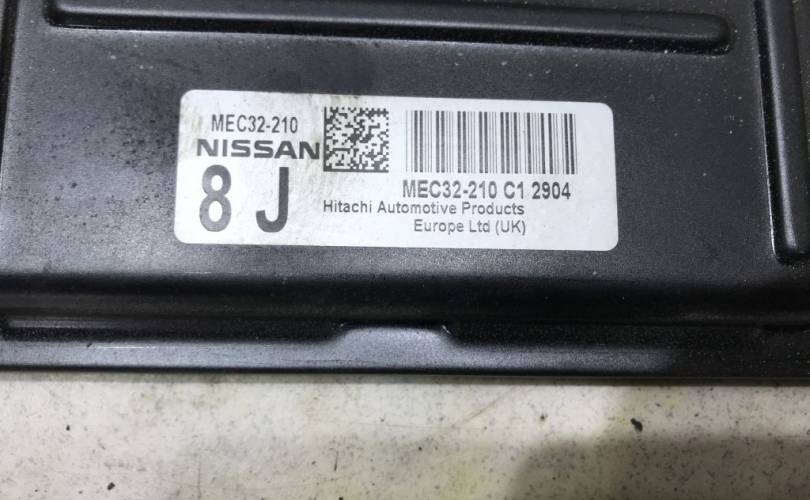 MEC32-210
NISSAN
8 J
MEC32-210 C1 2904
Hitachi Automotive Products
Europe Ltd (UK)